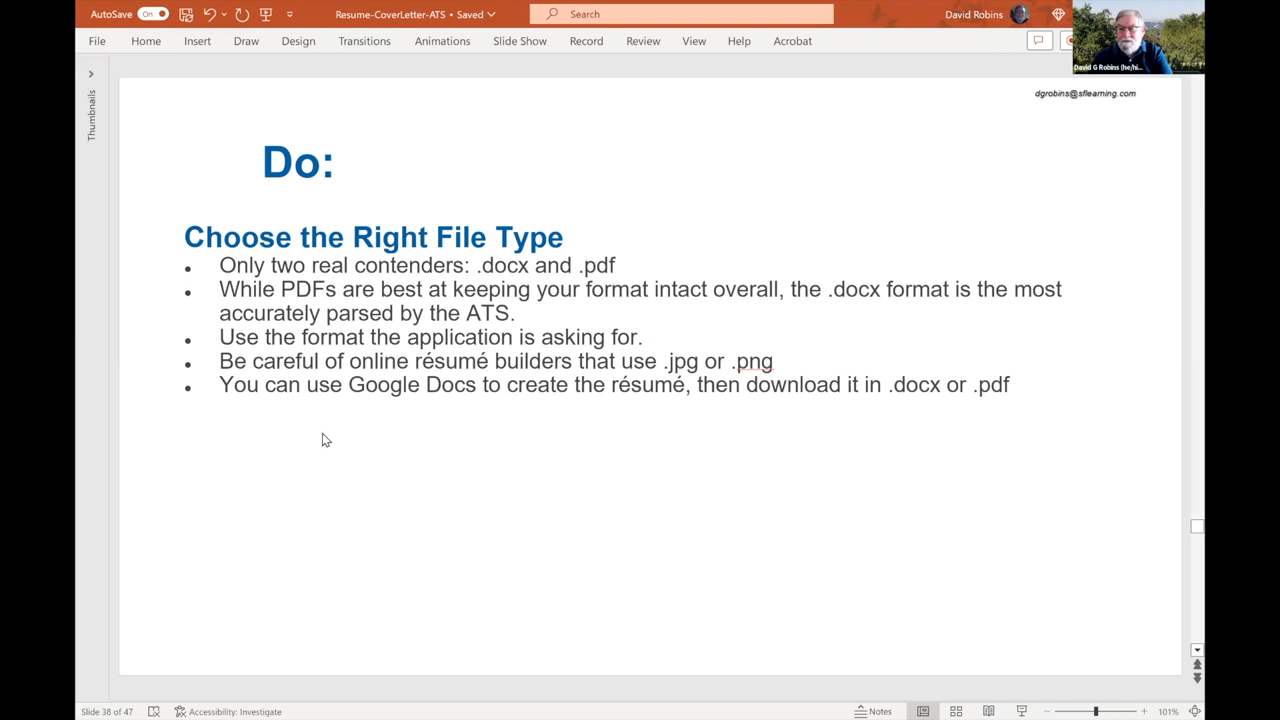 AutoSave On Resume-CoverLetter-ATS • Saved Search David Robins
File Home Insert Draw Design Transitions Animations Slide Show Record Review View Help Acrobat
David G Robins (he/hi...
Thumbnails
dgrobins@sflearning.com
Do:
Choose the Right File Type
• Only two real contenders: .docx and .pdf
• While PDFs are best at keeping your format intact overall, the .docx format is the most
accurately parsed by the ATS.
• Use the format the application is asking for.
• Be careful of online résumé builders that use .jpg or .png
• You can use Google Docs to create the résumé, then download it in .docx or .pdf
Slide 38 of 47 Accessibility: Investigate Notes 101%